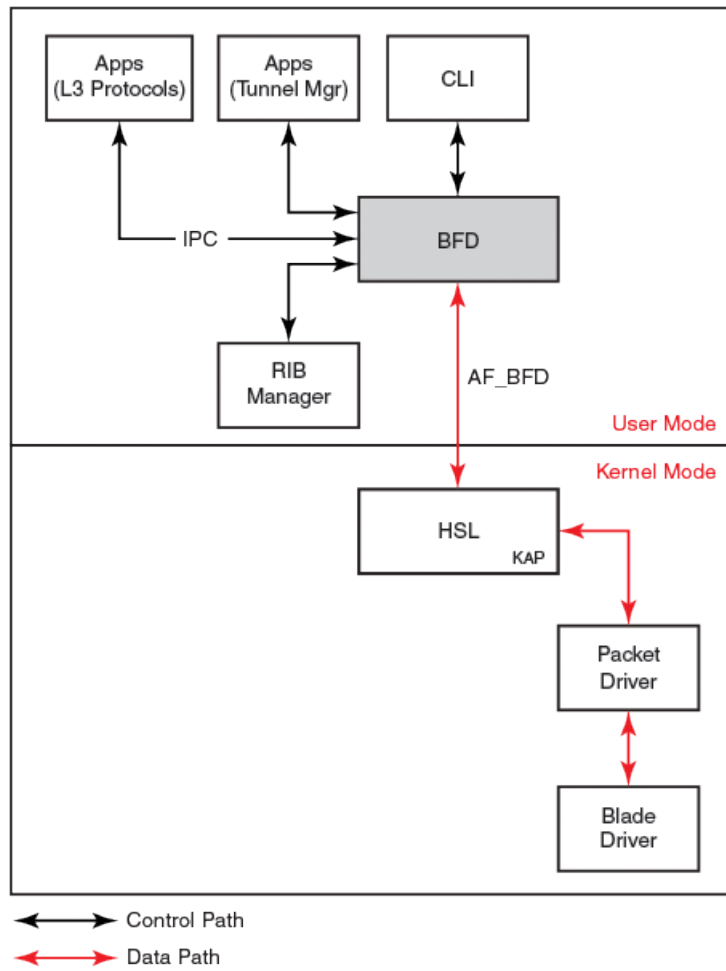 Apps
(L3 Protocols)
Apps
(Tunnel Mgr)
CLI
IPC
BFD
RIB
Manager
AF_BFD
User Mode
Kernel Mode
HSL
KAP
Packet
Driver
Blade
Driver
Control Path
Data Path